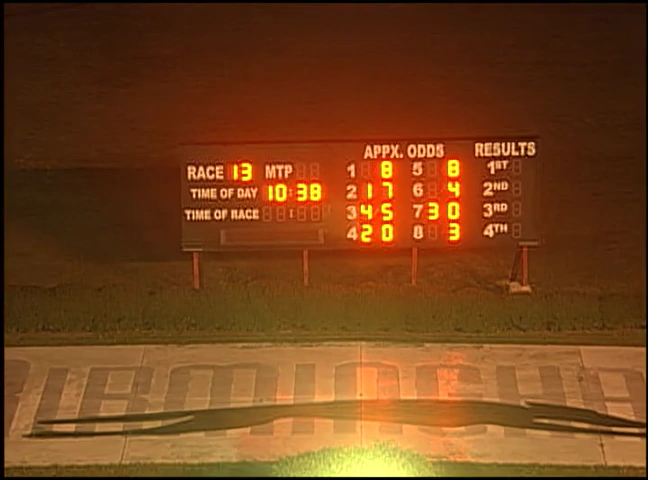 APPX. ODDS RESULTS
RACE 13 MTP 1 8 5 8 1ST
TIME OF DAY 10:38 2 17 6 4 2ND
TIME OF RACE 3 45 7 30 3RD
4 20 8 3 4TH